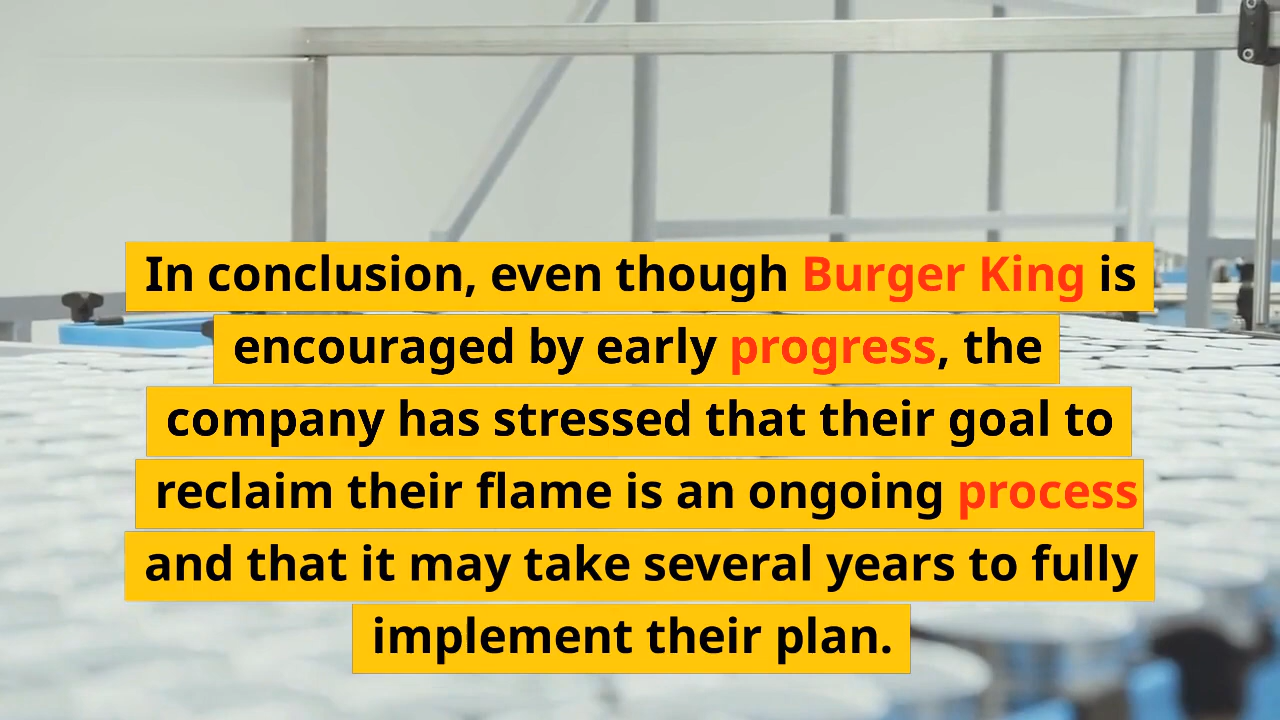 In conclusion, even though Burger King is
encouraged by early progress, the
company has stressed that their goal to
reclaim their flame is an ongoing process
and that it may take several years to fully
implement their plan.